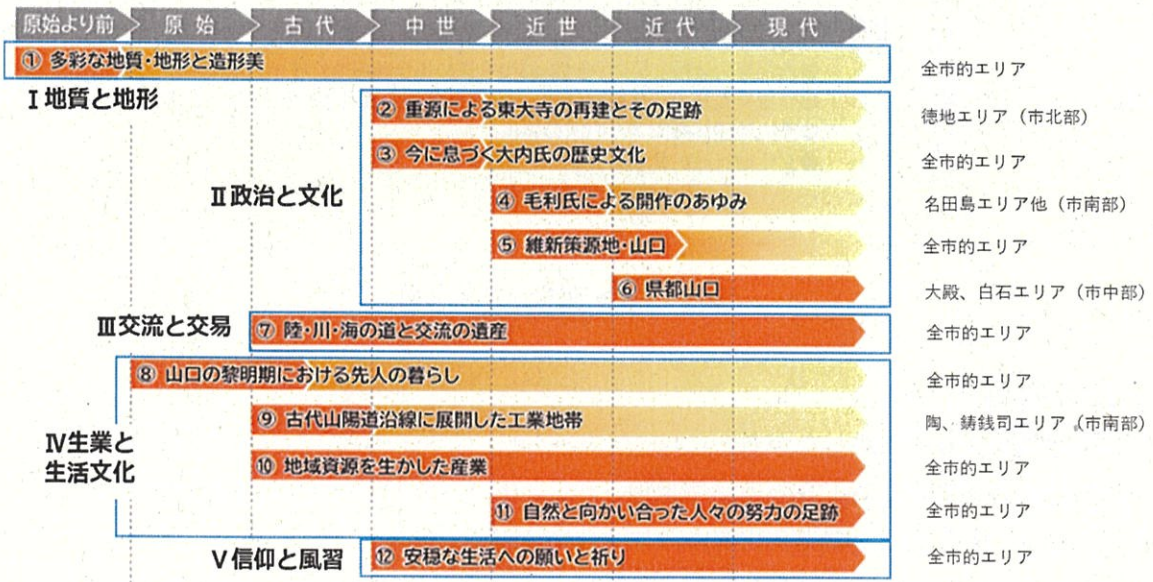 原始より前 原始 古代 中世 近世 近代 現代
① 多彩な地質・地形と造形美 全市的エリア
Ⅰ地質と地形
② 重源による東大寺の再建とその足跡 徳地エリア（市北部）
③ 今に息づく大内氏の歴史文化 全市的エリア
Ⅱ政治と文化
④ 毛利氏による開作のあゆみ 名田島エリア他（市南部）
⑤ 維新策源地・山口 全市的エリア
⑥ 県都山口 大殿、白石エリア（市中部）
Ⅲ交流と交易
⑦ 陸・川・海の道と交流の遺産 全市的エリア
⑧ 山口の黎明期における先人の暮らし 全市的エリア
⑨ 古代山陽道沿線に展開した工業地帯 陶、鋳銭司エリア（市南部）
Ⅳ生業と
生活文化
⑩ 地域資源を生かした産業 全市的エリア
⑪ 自然と向かい合った人々の努力の足跡 全市的エリア
Ⅴ信仰と風習
⑫ 安穏な生活への願いと祈り 全市的エリア